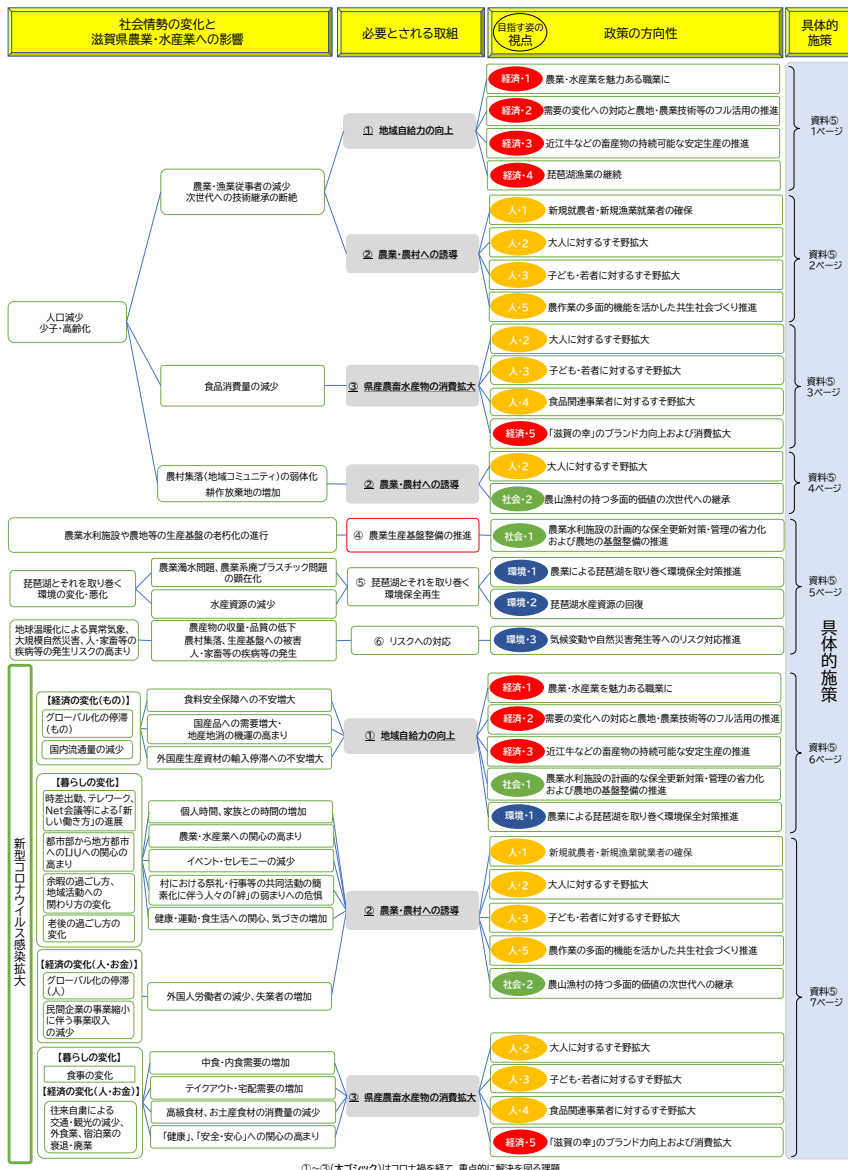 社会情勢の変化と
滋賀県農業・水産業への影響
必要とされる取組
目指す姿の
視点
政策の方向性
具体的
施策
人口減少
少子・高齢化
農業・漁業従事者の減少
次世代への技術継承の断絶
① 地域自給力の向上
経済・1 農業・水産業を魅力ある職業に
経済・2 需要の変化への対応と農地・農業技術等のフル活用の推進
経済・3 近江牛などの畜産物の持続可能な安定生産の推進
経済・4 琵琶湖漁業の継続
資料⑤
1ページ
② 農業・農村への誘導
人・1 新規就農者・新規漁業就業者の確保
人・2 大人に対するすそ野拡大
人・3 子ども・若者に対するすそ野拡大
人・5 農作業の多面的機能を活かした共生社会づくり推進
資料⑤
2ページ
食品消費量の減少
③ 県産農畜水産物の消費拡大
人・2 大人に対するすそ野拡大
人・3 子ども・若者に対するすそ野拡大
人・4 食品関連事業者に対するすそ野拡大
経済・5 「滋賀の幸」のブランド力向上および消費拡大
資料⑤
3ページ
農村集落(地域コミュニティ)の弱体化
耕作放棄地の増加
② 農業・農村への誘導
人・2 大人に対するすそ野拡大
社会・2 農山漁村の持つ多面的価値の次世代への継承
資料⑤
4ページ
農業水利施設や農地等の生産基盤の老朽化の進行
④ 農業生産基盤整備の推進
社会・1 農業水利施設の計画的な保全更新対策・管理の省力化
および農地の基盤整備の推進
琵琶湖とそれを取り巻く
環境の変化・悪化
農業濁水問題、農業系廃プラスチック問題
の顕在化
水産資源の減少
⑤ 琵琶湖とそれを取り巻く
環境保全再生
環境・1 農業による琵琶湖を取り巻く環境保全対策推進
環境・2 琵琶湖水産資源の回復
資料⑤
5ページ
地球温暖化による異常気象、
大規模自然災害、人・家畜等の
疾病等の発生リスクの高まり
農産物の収量・品質の低下
農村集落、生産基盤への被害
人・家畜等の疾病等の発生
⑥ リスクへの対応
環境・3 気候変動や自然災害発生等へのリスク対応推進
具体的施策
新型コロナウイルス感染拡大
【経済の変化(もの)】
グローバル化の停滞
(もの)
国内流通量の減少
食料安全保障への不安増大
国産品への需要増大・
地産地消の機運の高まり
外国産生産資材の輸入停滞への不安増大
① 地域自給力の向上
経済・1 農業・水産業を魅力ある職業に
経済・2 需要の変化への対応と農地・農業技術等のフル活用の推進
経済・3 近江牛などの畜産物の持続可能な安定生産の推進
社会・1 農業水利施設の計画的な保全更新対策・管理の省力化
および農地の基盤整備の推進
環境・1 農業による琵琶湖を取り巻く環境保全対策推進
資料⑤
6ページ
【暮らしの変化】
時差出勤、テレワーク、
Net会議等による「新
しい働き方」の進展
都市部から地方都市
へのIJUへの関心の
高まり
余暇の過ごし方、
地域活動への
関わり方の変化
老後の過ごし方の
変化
個人時間、家族との時間の増加
農業・水産業への関心の高まり
イベント・セレモニーの減少
村における祭礼・行事等の共同活動の簡
素化に伴う人々の「絆」の弱まりへの危惧
健康・運動・食生活への関心、気づきの増加
② 農業・農村への誘導
人・1 新規就農者・新規漁業就業者の確保
人・2 大人に対するすそ野拡大
人・3 子ども・若者に対するすそ野拡大
人・5 農作業の多面的機能を活かした共生社会づくり推進
社会・2 農山漁村の持つ多面的価値の次世代への継承
【経済の変化(人・お金)】
グローバル化の停滞
(人)
民間企業の事業縮小
に伴う事業収入
の減少
外国人労働者の減少、失業者の増加
資料⑤
7ページ
【暮らしの変化】
食事の変化
【経済の変化(人・お金)】
往来自粛による
交通・観光の減少、
外食業、宿泊業の
衰退・廃業
中食・内食需要の増加
テイクアウト・宅配需要の増加
高級食材、お土産食材の消費量の減少
「健康」、「安全・安心」への関心の高まり
③ 県産農畜水産物の消費拡大
人・2 大人に対するすそ野拡大
人・3 子ども・若者に対するすそ野拡大
人・4 食品関連事業者に対するすそ野拡大
経済・5 「滋賀の幸」のブランド力向上および消費拡大
①~③(太ゴシック)はコロナ禍を経て、重点的に解決を図る課題